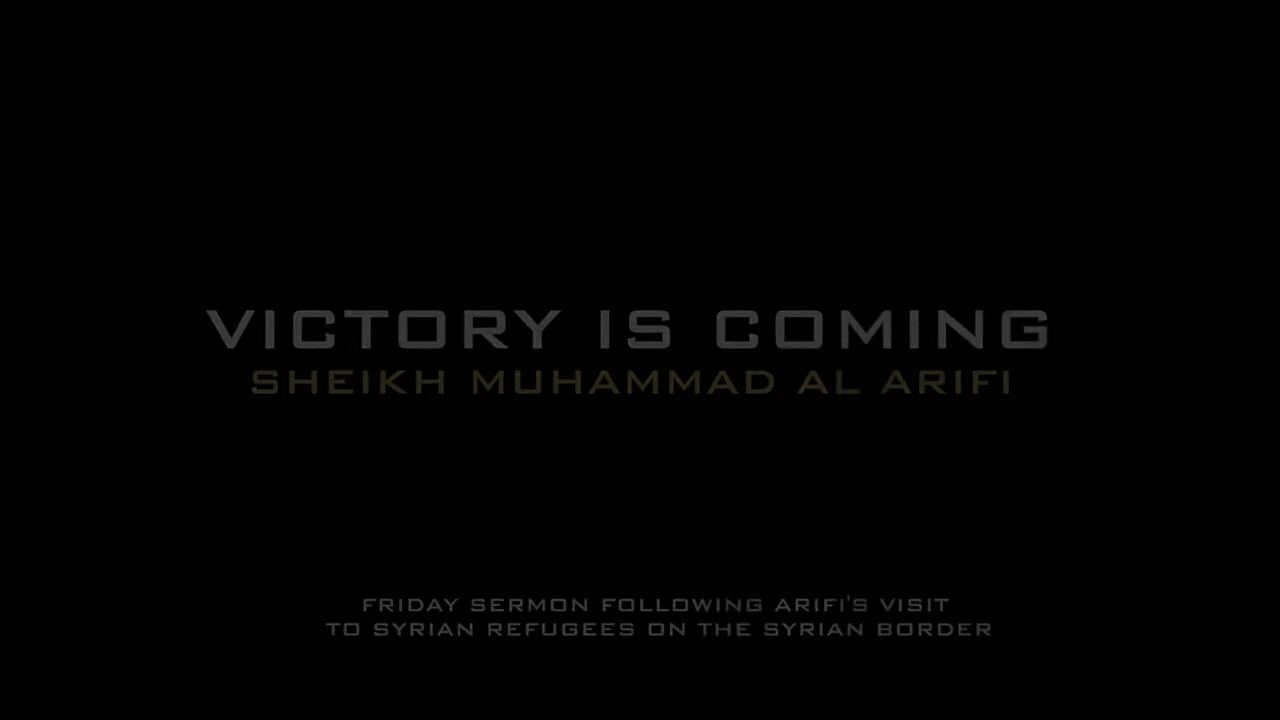 VICTORY IS COMING
SHEIKH MUHAMMAD AL ARIFI
FRIDAY SERMON FOLLOWING ARIFI'S VISIT
TO SYRIAN REFUGEES ON THE SYRIAN BORDER